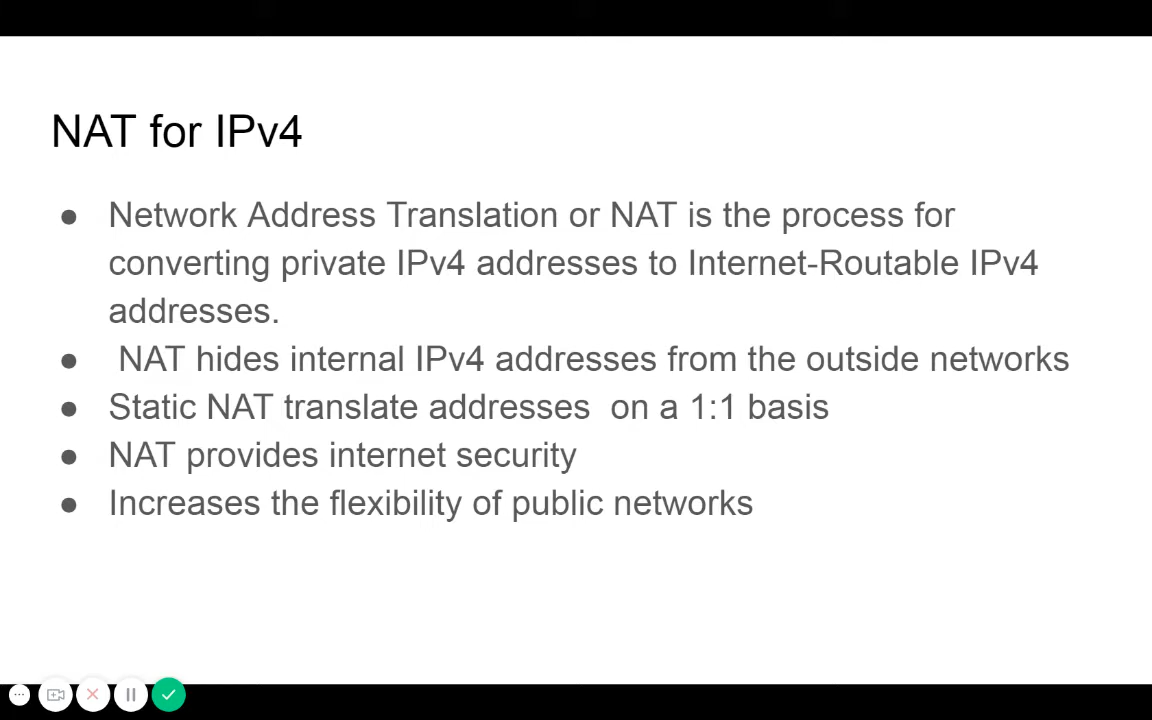 NAT for IPv4
● Network Address Translation or NAT is the process for
converting private IPv4 addresses to Internet-Routable IPv4
addresses.
● NAT hides internal IPv4 addresses from the outside networks
● Static NAT translate addresses  on a 1:1 basis
● NAT provides internet security
● Increases the flexibility of public networks